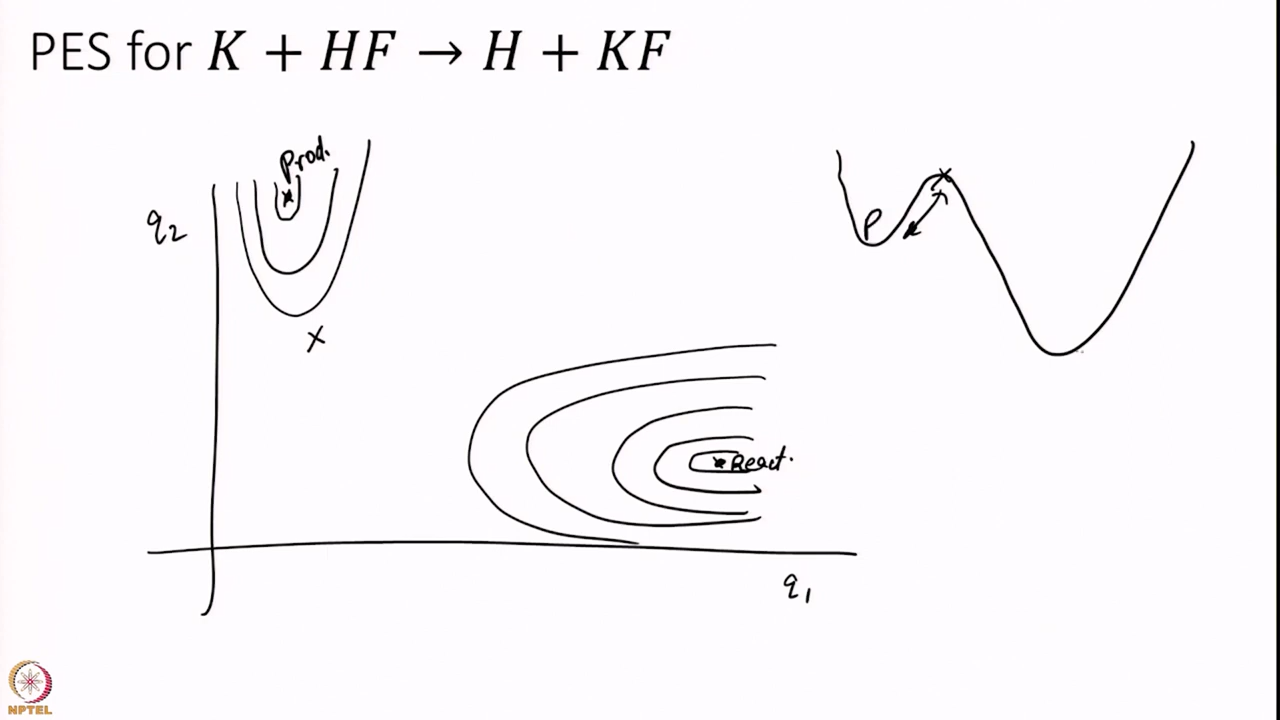 PES for K + HF → H + KF
Prod.
q₂
x
React.
q₁
P
x
NPTEL